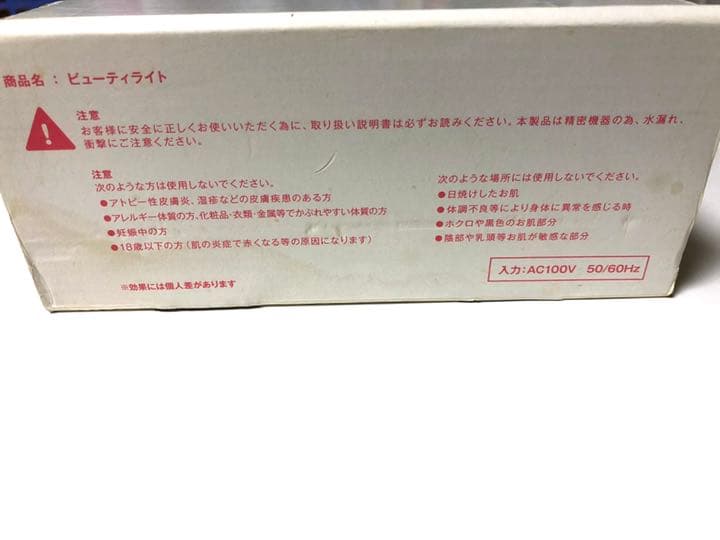 商品名：ビューティライト
注意
お客様に安全に正しくお使いいただく為に、取り扱い説明書は必ずお読みください。本製品は精密機器の為、水漏れ、
衝撃にご注意ください。
注意
次のような方は使用しないでください。
●アトピー性皮膚炎、湿疹などの皮膚疾患のある方
●アレルギー体質の方、化粧品・衣類・金属等でかぶれやすい体質の方
●妊娠中の方
●18歳以下の方（肌の炎症で赤くなる等の原因になります）
※効果には個人差があります
次のような場所には使用しないでください。
●日焼けしたお肌
●体調不良等により身体に異常を感じる時
●ホクロや黒色のお肌部分
●陰部や乳頭等お肌が敏感な部分
入力：AC100V 50/60Hz